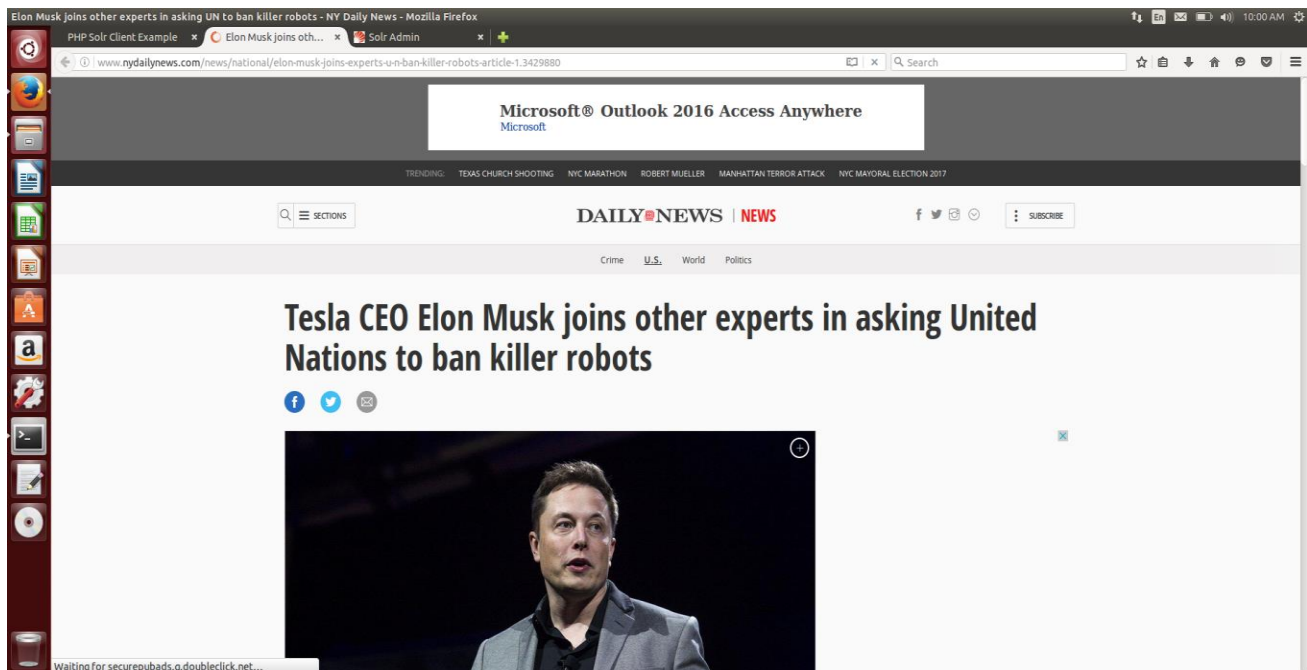 Elon Musk joins other experts in asking UN to ban killer robots - NY Daily News - Mozilla Firefox
En
10:00 AM
PHP Solr Client Example
Elon Musk joins oth...
Solr Admin
www.nydailynews.com/news/national/elon-musk-joins-experts-u-n-ban-killer-robots-article-1.3429880
Search
Microsoft® Outlook 2016 Access Anywhere
Microsoft
TRENDING: TEXAS CHURCH SHOOTING NYC MARATHON ROBERT MUELLER MANHATTAN TERROR ATTACK NYC MAYORAL ELECTION 2017
SECTIONS
DAILY NEWS | NEWS
SUBSCRIBE
Crime U.S. World Politics
Tesla CEO Elon Musk joins other experts in asking United
Nations to ban killer robots
Waiting for securepubads.g.doubleclick.net...